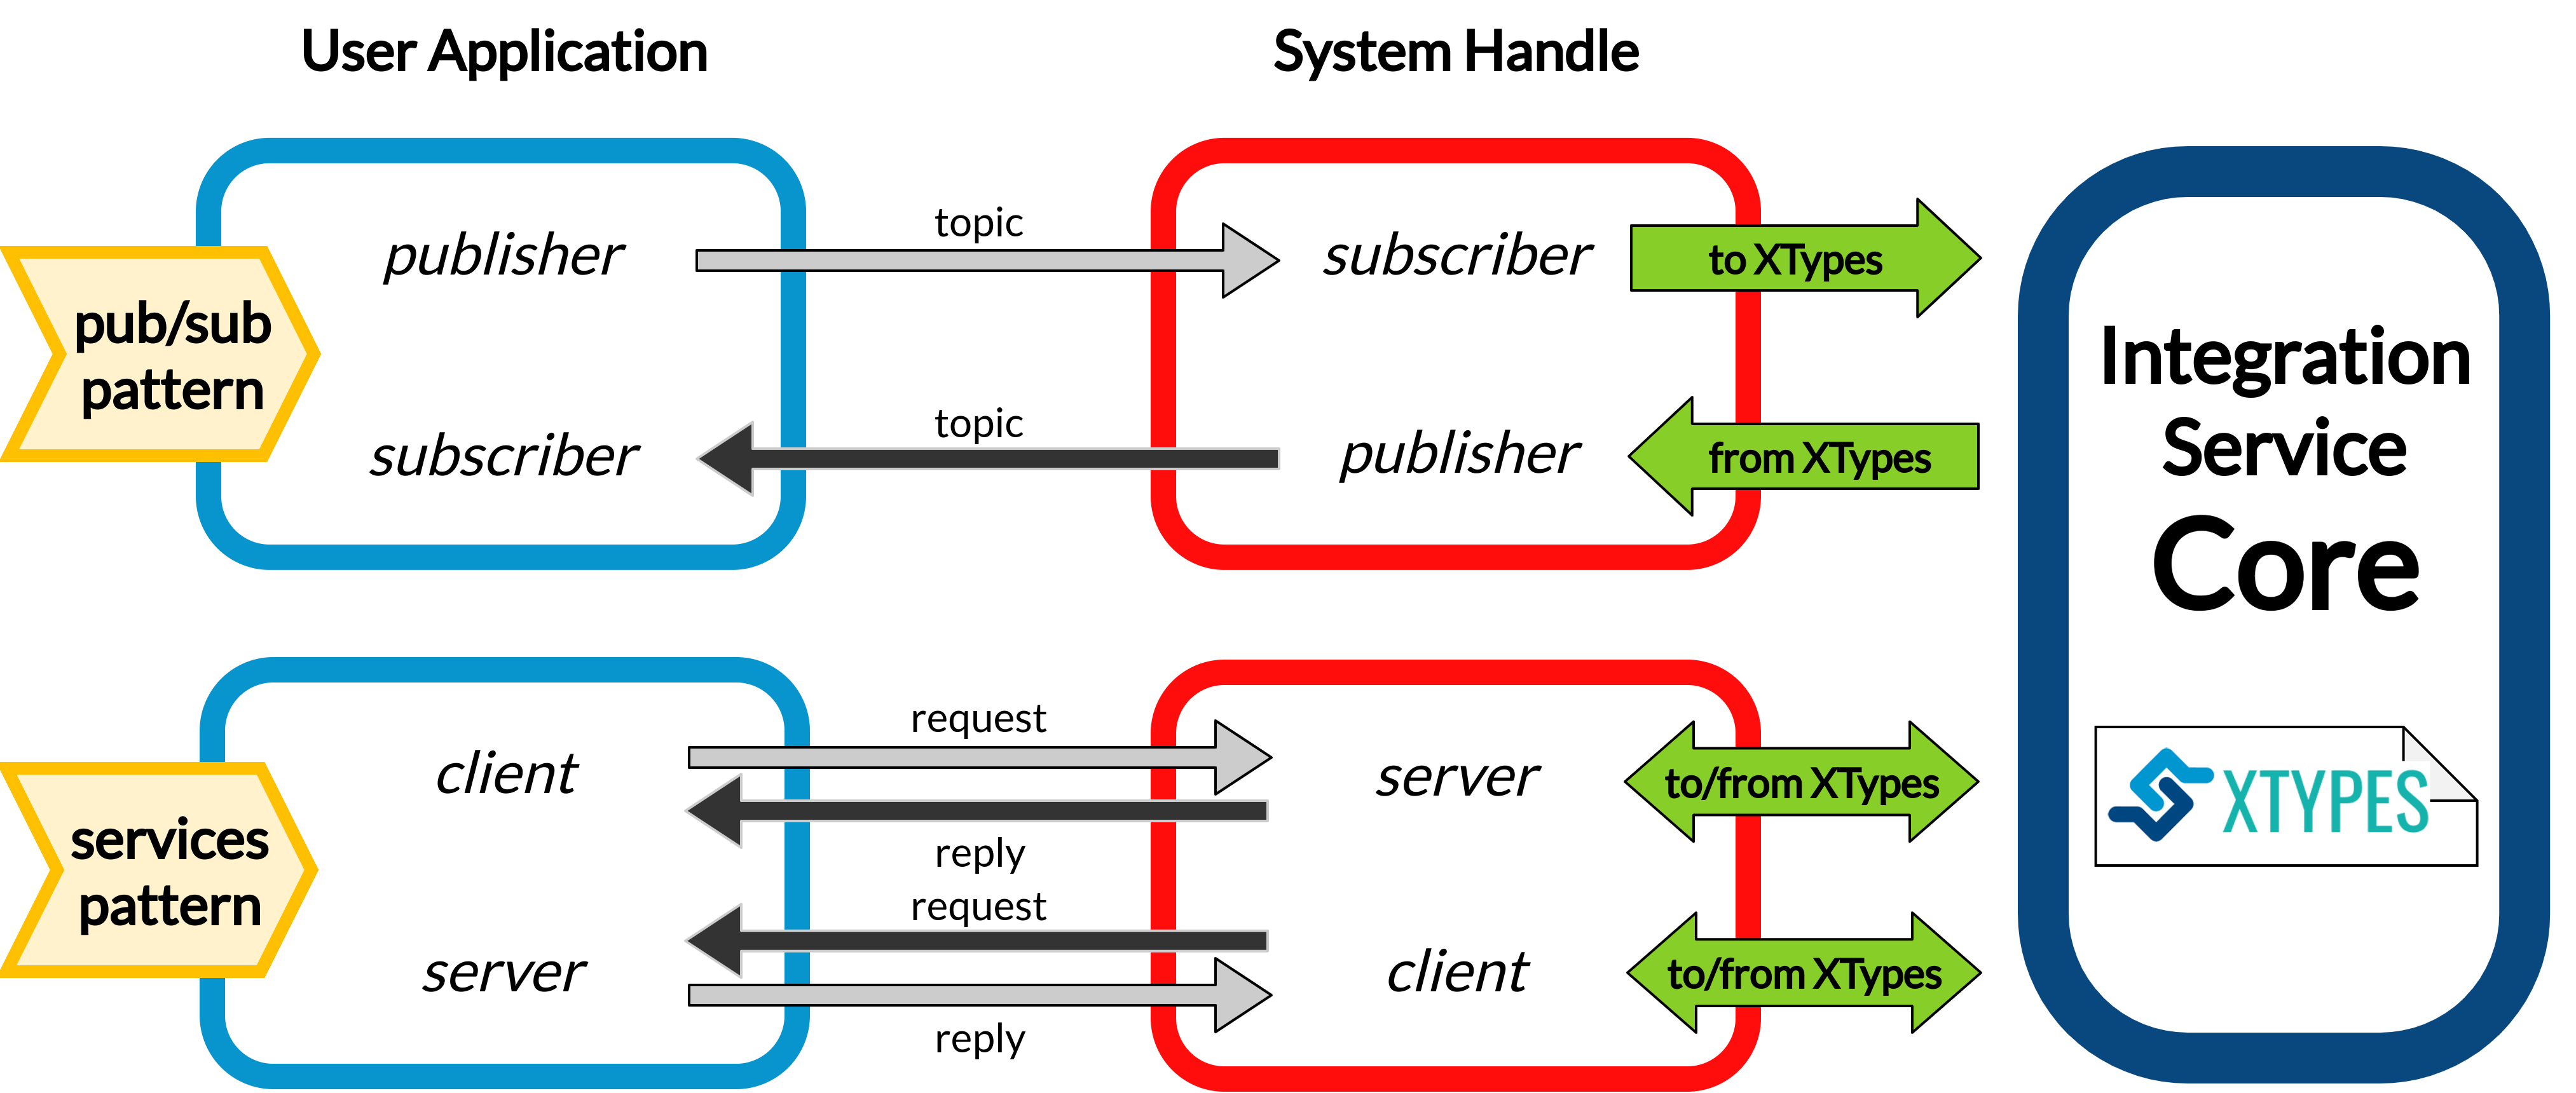 User Application
System Handle
pub/sub
pattern
publisher
topic
subscriber
to XTypes
subscriber
topic
publisher
from XTypes
services
pattern
client
request
reply
server
to/from XTypes
server
request
reply
client
to/from XTypes
Integration
Service
Core
XTYPES